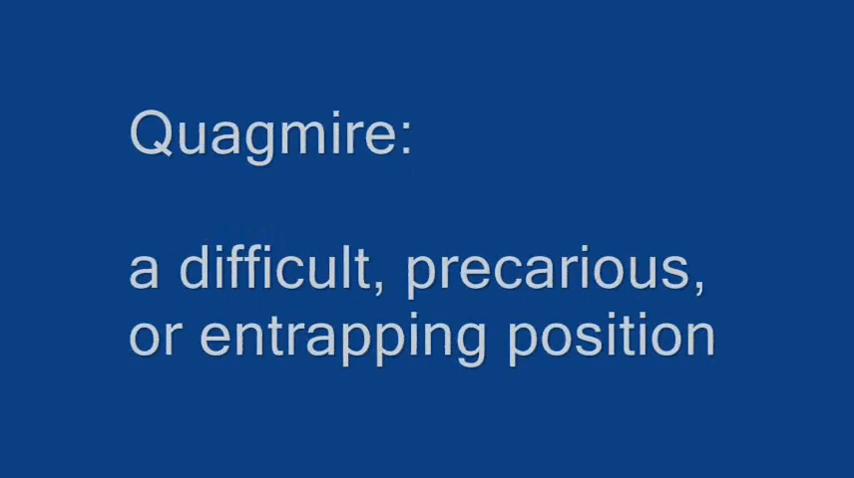 Quagmire:
a difficult, precarious,
or entrapping position